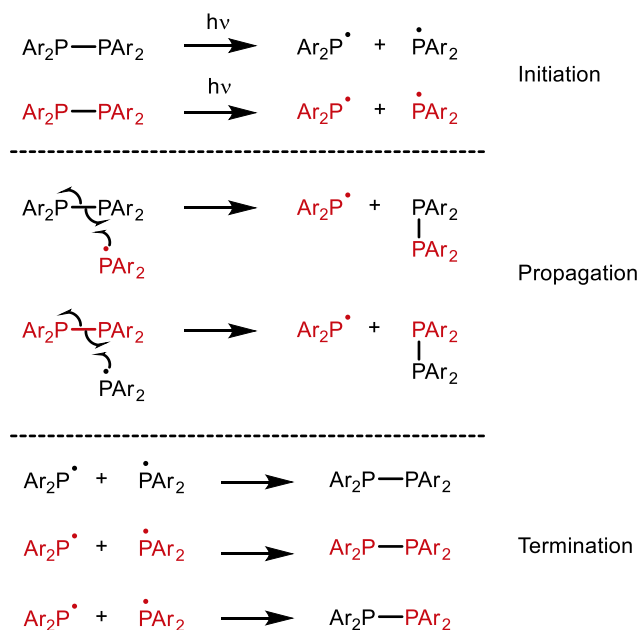 hν
Ar2P—PAr2 → Ar2P• + •PAr2
Initiation
hν
Ar2P—PAr2 → Ar2P• + •PAr2
Ar2P—PAr2 → Ar2P• + PAr2
•PAr2 PAr2
Propagation
Ar2P—PAr2 → Ar2P• + PAr2
•PAr2 PAr2
Ar2P• + •PAr2 → Ar2P—PAr2
Ar2P• + •PAr2 → Ar2P—PAr2
Termination
Ar2P• + •PAr2 → Ar2P—PAr2